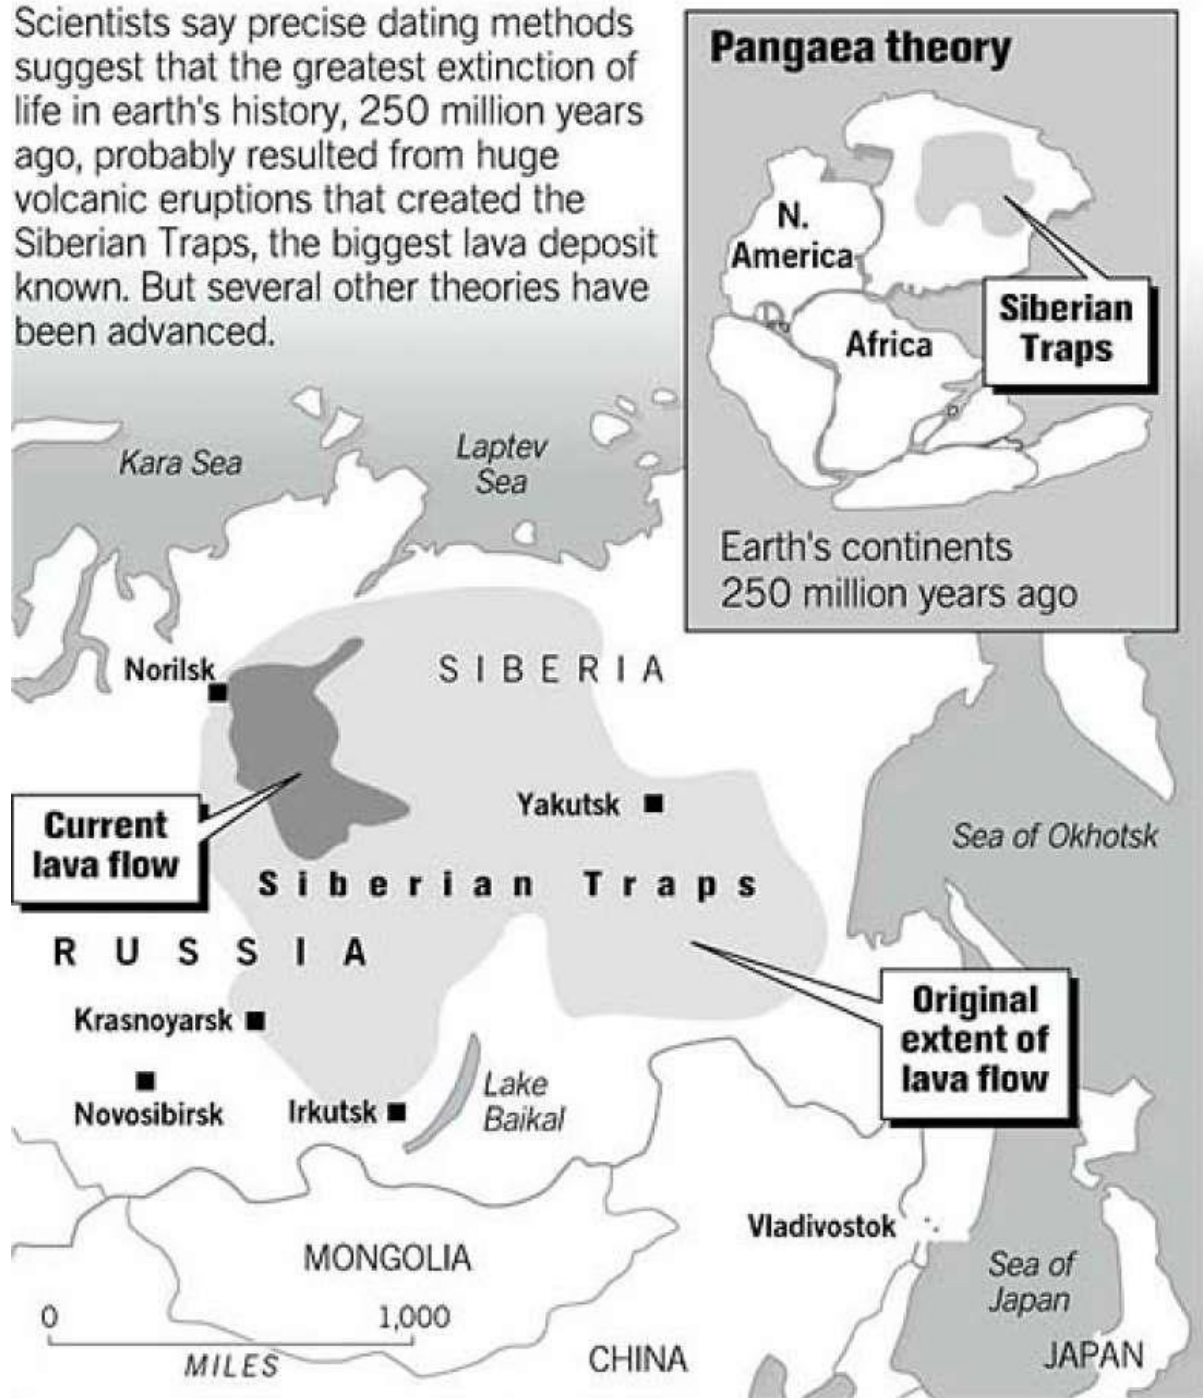 Scientists say precise dating methods
suggest that the greatest extinction of
life in earth's history, 250 million years
ago, probably resulted from huge
volcanic eruptions that created the
Siberian Traps, the biggest lava deposit
known. But several other theories have
been advanced.
Pangaea theory
N.
America
Africa
Siberian
Traps
Earth's continents
250 million years ago
Kara Sea
Laptev
Sea
Norilsk
SIBERIA
Current
lava flow
Yakutsk
Sea of Okhotsk
Siberian Traps
RUSSIA
Krasnoyarsk
Original
extent of
lava flow
Novosibirsk
Irkutsk
Lake
Baikal
Vladivostok
MONGOLIA
Sea of
Japan
0 1,000
MILES
CHINA
JAPAN